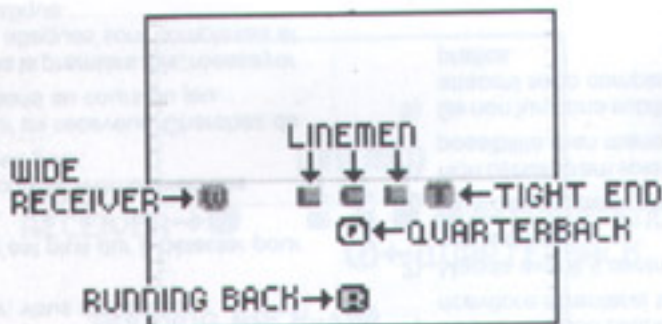 LINEMEN
WIDE
RECEIVER
TIGHT END
P
QUARTERBACK
RUNNING BACK
R